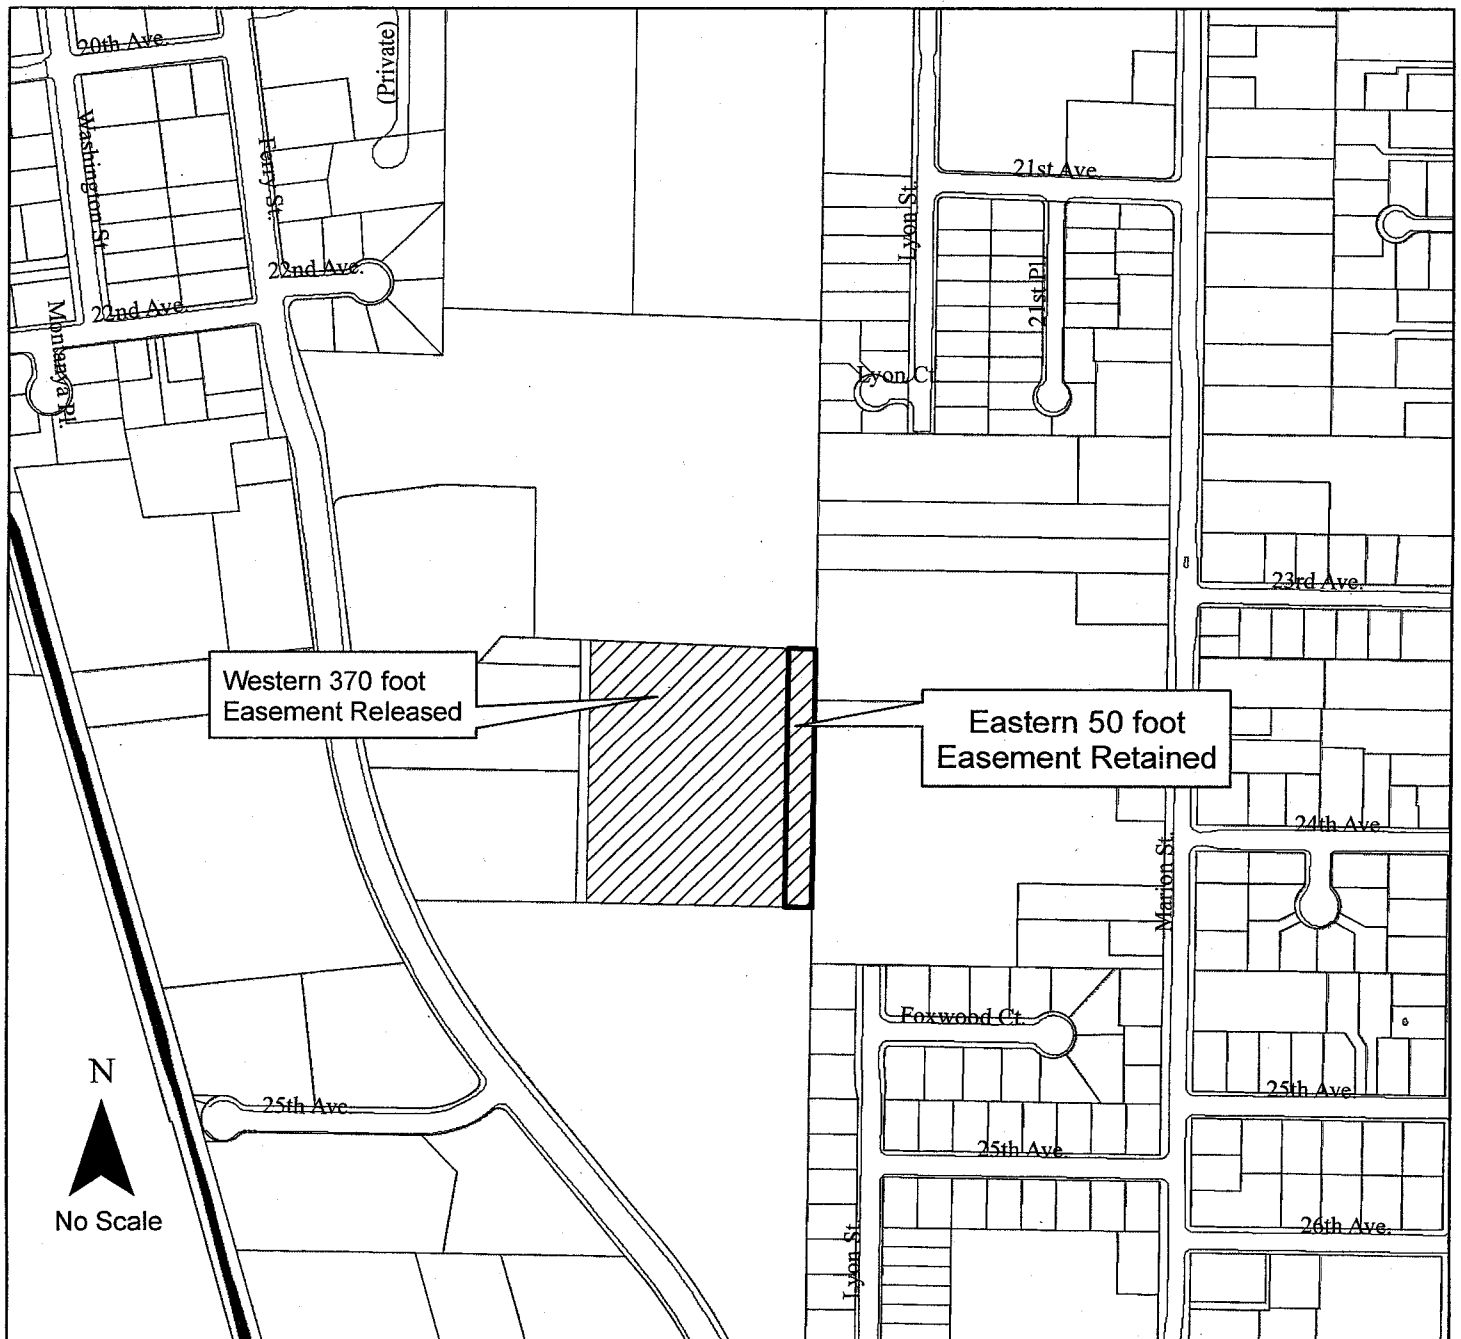 20th Ave.
(Private)
Washington St.
Ferry St.
21st Ave.
Lyon St.
22nd Ave.
21st Pl.
22nd Ave.
Montanya Pl.
Lyon Ct.
23rd Ave.
Western 370 foot
Easement Released
Eastern 50 foot
Easement Retained
24th Ave.
Marion St.
Foxwood Ct.
N
25th Ave.
25th Ave.
25th Ave.
No Scale
26th Ave.
Lyon St.